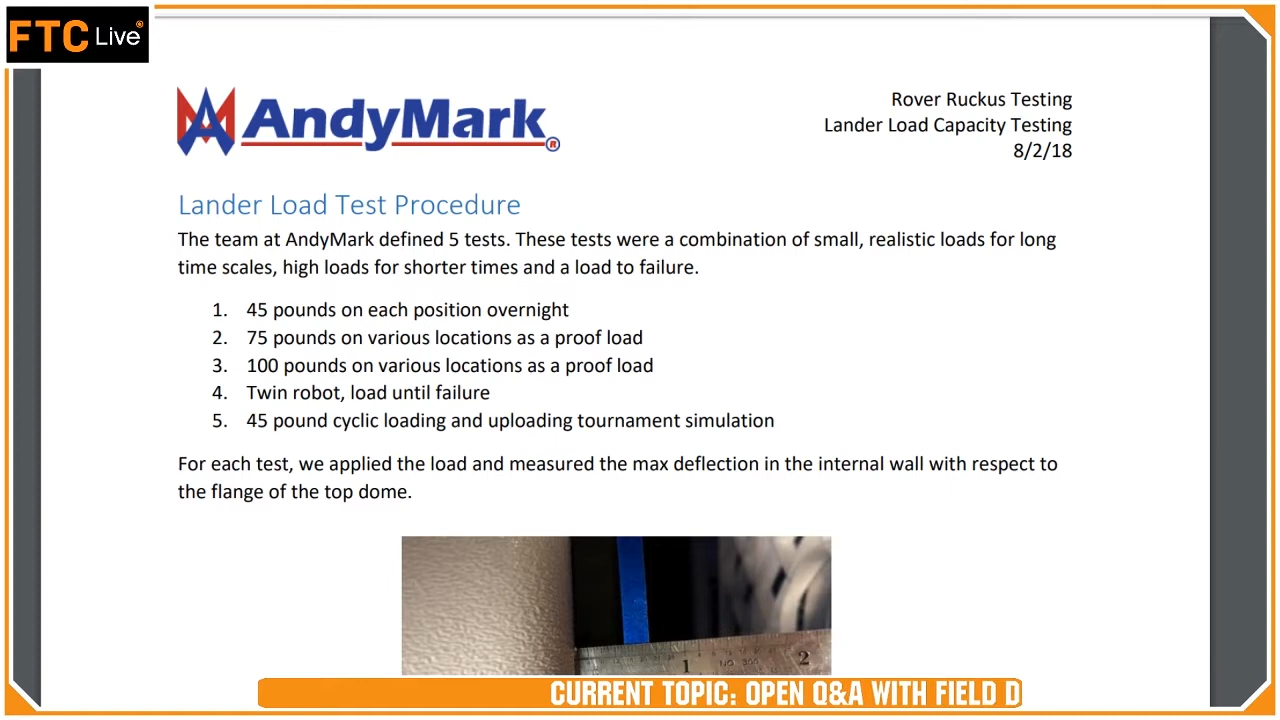 FTC Live
AndyMark®
Rover Ruckus Testing
Lander Load Capacity Testing
8/2/18
Lander Load Test Procedure
The team at AndyMark defined 5 tests. These tests were a combination of small, realistic loads for long
time scales, high loads for shorter times and a load to failure.
1. 45 pounds on each position overnight
2. 75 pounds on various locations as a proof load
3. 100 pounds on various locations as a proof load
4. Twin robot, load until failure
5. 45 pound cyclic loading and uploading tournament simulation
For each test, we applied the load and measured the max deflection in the internal wall with respect to
the flange of the top dome.
1 2
CURRENT TOPIC: OPEN Q&A WITH FIELD D